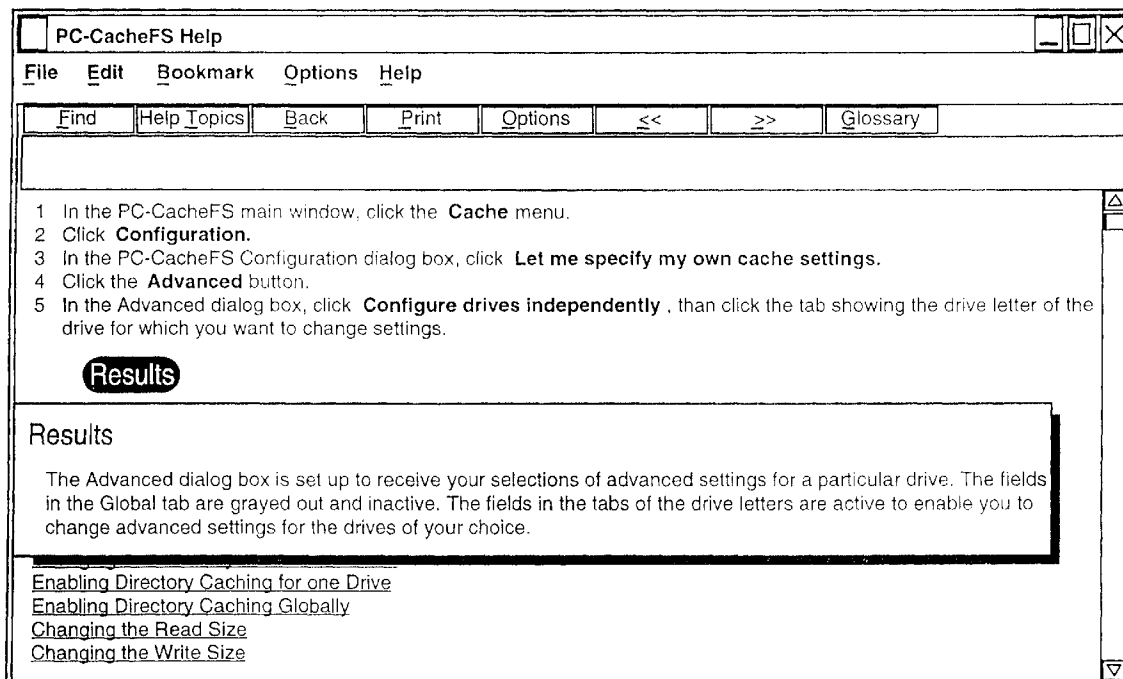 PC-CacheFS Help
File Edit Bookmark Options Help
Find Help Topics Back Print Options << >> Glossary
1 In the PC-CacheFS main window, click the Cache menu.
2 Click Configuration.
3 In the PC-CacheFS Configuration dialog box, click Let me specify my own cache settings.
4 Click the Advanced button.
5 In the Advanced dialog box, click Configure drives independently , than click the tab showing the drive letter of the
drive for which you want to change settings.
Results
Results
The Advanced dialog box is set up to receive your selections of advanced settings for a particular drive. The fields
in the Global tab are grayed out and inactive. The fields in the tabs of the drive letters are active to enable you to
change advanced settings for the drives of your choice.
Enabling Directory Caching for one Drive
Enabling Directory Caching Globally
Changing the Read Size
Changing the Write Size